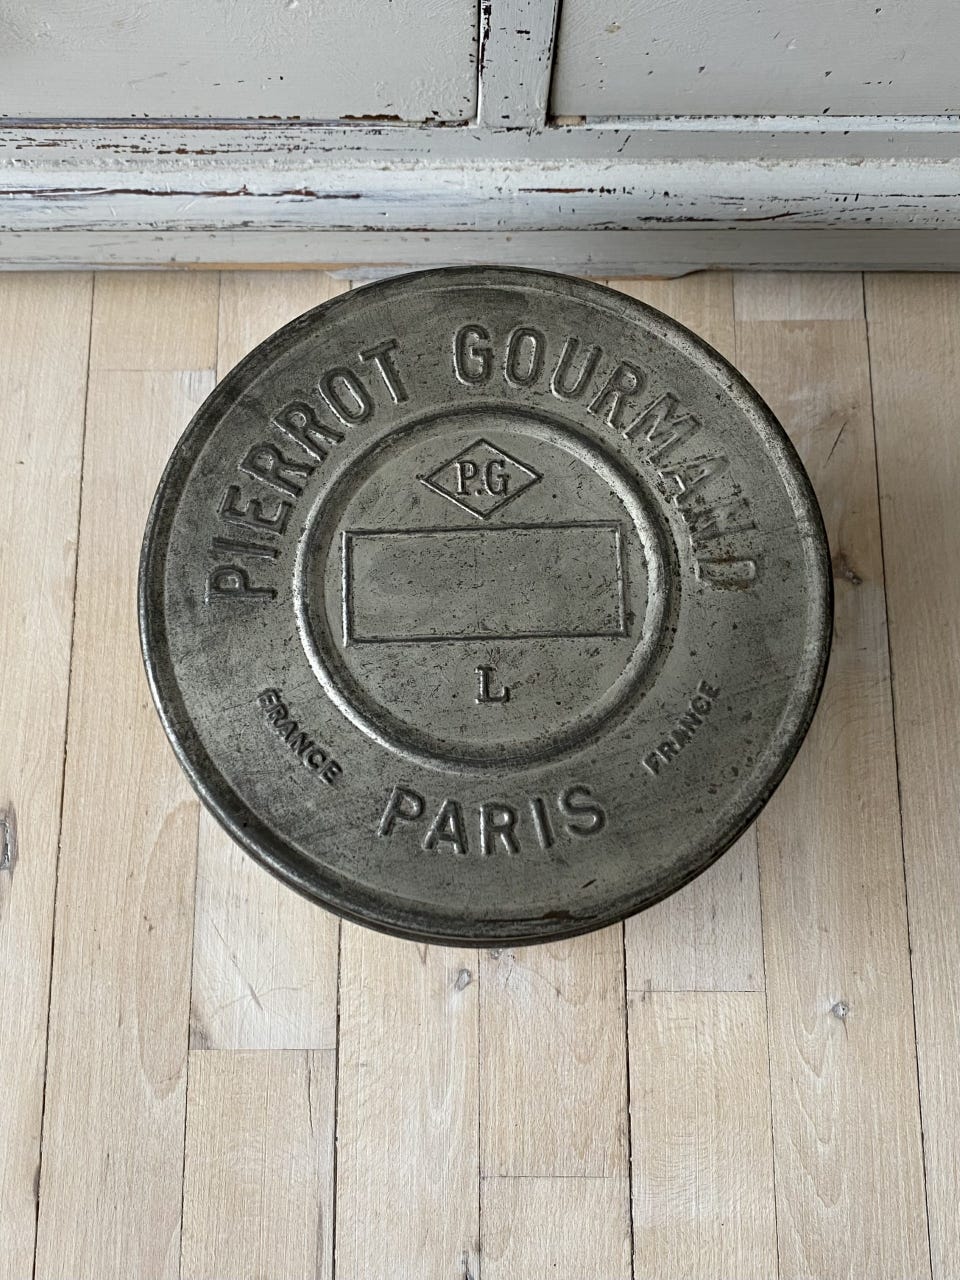 PIERROT GOURMAND
P.G
L
FRANCE
FRANCE
PARIS